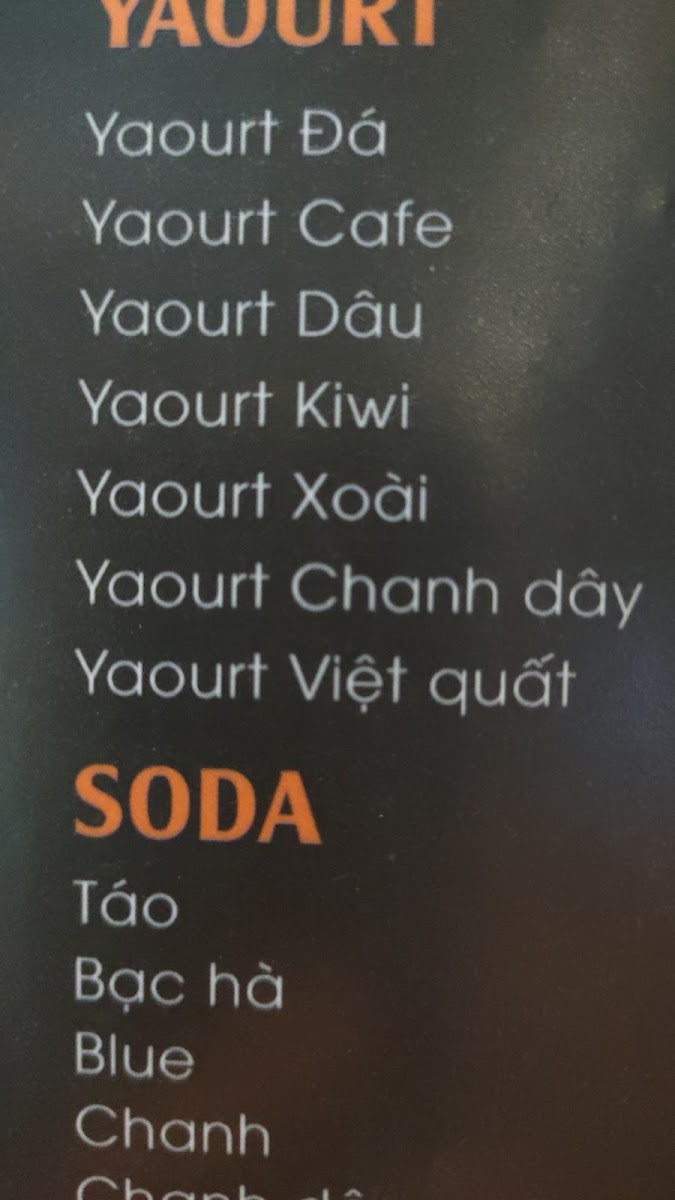 YAOURT
Yaourt Đá
Yaourt Cafe
Yaourt Dâu
Yaourt Kiwi
Yaourt Xoài
Yaourt Chanh dây
Yaourt Việt quất
SODA
Táo
Bạc hà
Blue
Chanh
Chanh